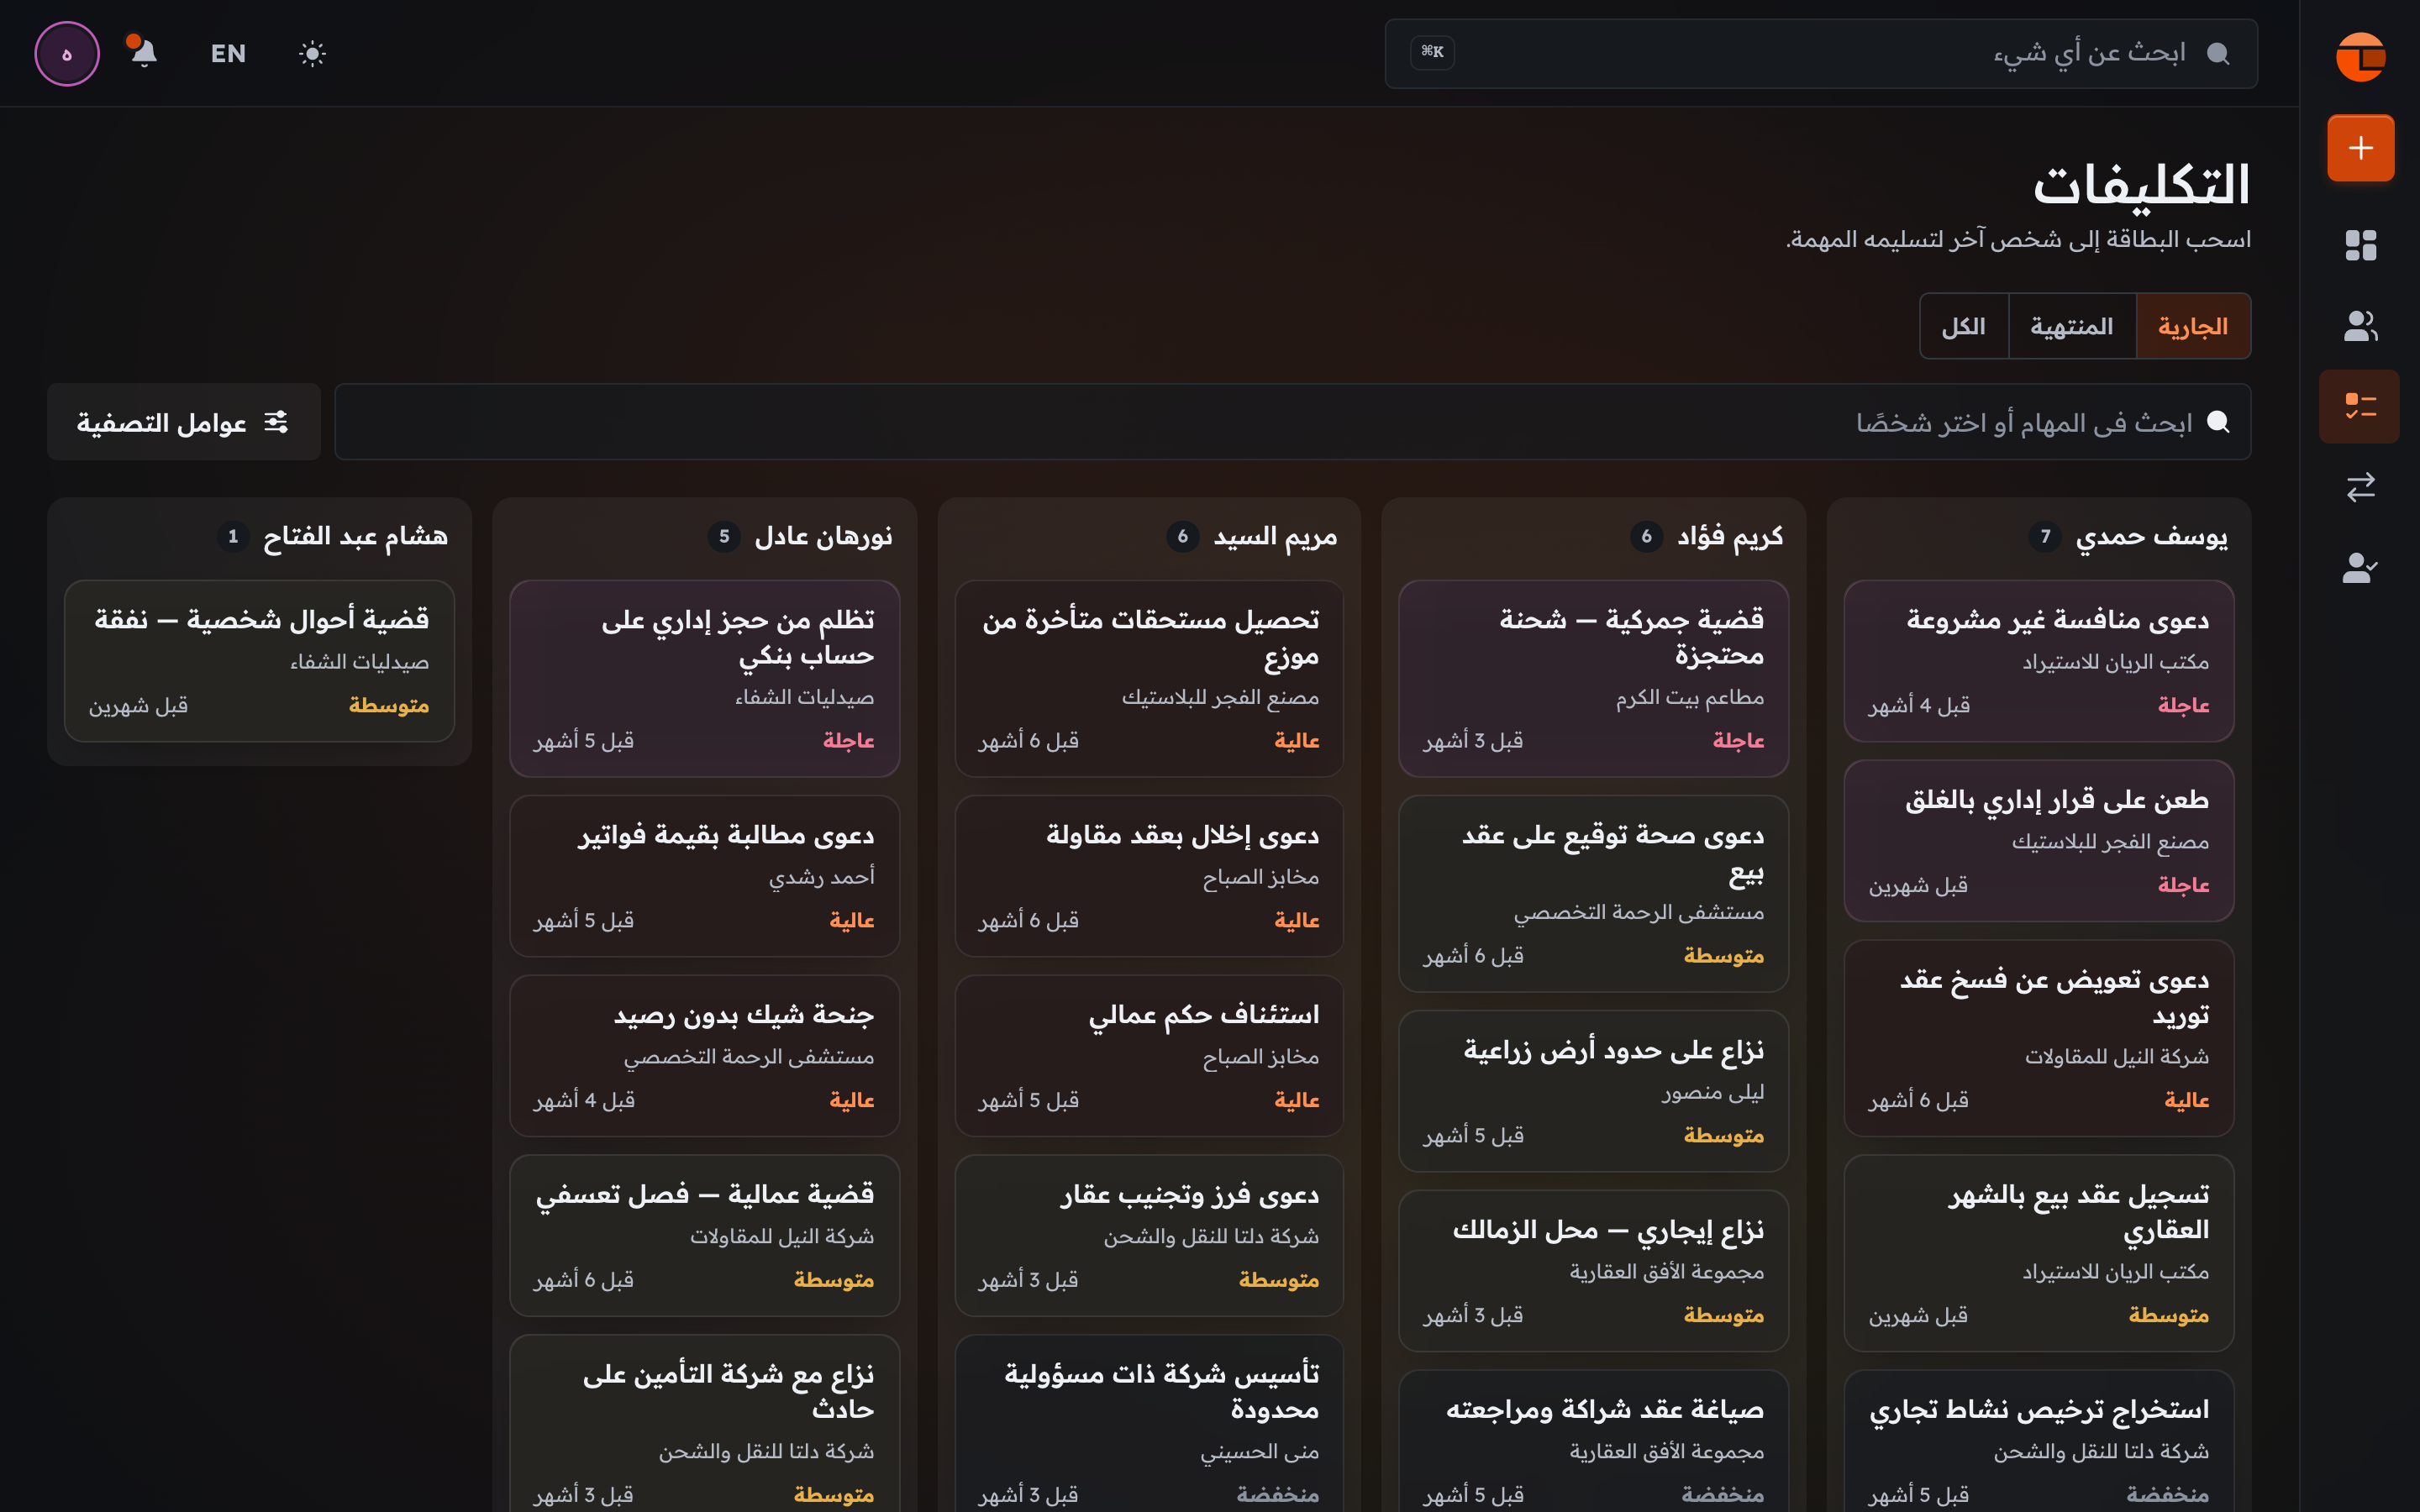 ابحث عن أي شيء
⌘K
EN
ه
التكليفات
اسحب البطاقة إلى شخص آخر لتسليمه المهمة.
الجارية
المنتهية
الكل
ابحث في المهام أو اختر شخصًا
عوامل التصفية
يوسف حمدي 7
دعوى منافسة غير مشروعة
مكتب الريان للاستيراد
عاجلة
قبل 4 أشهر
طعن على قرار إداري بالغلق
مصنع الفجر للبلاستيك
عاجلة
قبل شهرين
دعوى تعويض عن فسخ عقد
توريد
شركة النيل للمقاولات
عالية
قبل 6 أشهر
تسجيل عقد بيع بالشهر
العقاري
مكتب الريان للاستيراد
متوسطة
قبل شهرين
استخراج ترخيص نشاط تجاري
شركة دلتا للنقل والشحن
منخفضة
قبل 5 أشهر
كريم فؤاد 6
قضية جمركية — شحنة
محتجزة
مطاعم بيت الكرم
عاجلة
قبل 3 أشهر
دعوى صحة توقيع على عقد
بيع
مستشفى الرحمة التخصصي
متوسطة
قبل 6 أشهر
نزاع على حدود أرض زراعية
ليلى منصور
متوسطة
قبل 5 أشهر
نزاع إيجاري — محل الزمالك
مجموعة الأفق العقارية
متوسطة
قبل 3 أشهر
صياغة عقد شراكة ومراجعته
مجموعة الأفق العقارية
منخفضة
قبل 5 أشهر
مريم السيد 6
تحصيل مستحقات متأخرة من
موزع
مصنع الفجر للبلاستيك
عالية
قبل 6 أشهر
دعوى إخلال بعقد مقاولة
مخابز الصباح
عالية
قبل 6 أشهر
استئناف حكم عمالي
مخابز الصباح
عالية
قبل 5 أشهر
دعوى فرز وتجنيب عقار
شركة دلتا للنقل والشحن
متوسطة
قبل 3 أشهر
تأسيس شركة ذات مسؤولية
محدودة
منى الحسيني
منخفضة
قبل 3 أشهر
نورهان عادل 5
تظلم من حجز إداري على
حساب بنكي
صيدليات الشفاء
عاجلة
قبل 5 أشهر
دعوى مطالبة بقيمة فواتير
أحمد رشدي
عالية
قبل 5 أشهر
جنحة شيك بدون رصيد
مستشفى الرحمة التخصصي
عالية
قبل 4 أشهر
قضية عمالية — فصل تعسفي
شركة النيل للمقاولات
متوسطة
قبل 6 أشهر
نزاع مع شركة التأمين على
حادث
شركة دلتا للنقل والشحن
متوسطة
قبل 3 أشهر
هشام عبد الفتاح 1
قضية أحوال شخصية — نفقة
صيدليات الشفاء
متوسطة
قبل شهرين